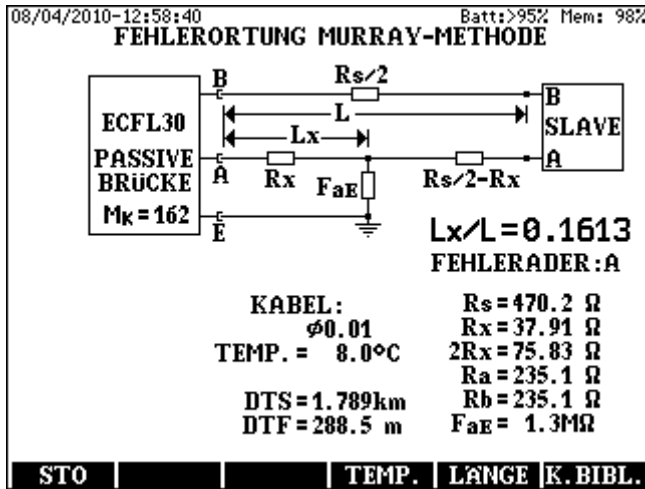 08/04/2010-12:58:40 Batt:>95% Mem: 98%
FEHLERORTUNG MURRAY-METHODE
B Rs/2
L
B
ECFL30
SLAVE
Lx
PASSIVE
A
BRÜCKE
A Rx FaE Rs/2-Rx
MK=162
E
Lx/L=0.1613
FEHLERADER:A
KABEL: Rs=470.2 Ω
φ0.01 Rx=37.91 Ω
TEMP.= 8.0ºC 2Rx=75.83 Ω
Ra=235.1 Ω
DTS=1.789km Rb=235.1 Ω
DTF=288.5 m FaE= 1.3MΩ
STO TEMP. LÄNGE K.BIBL.